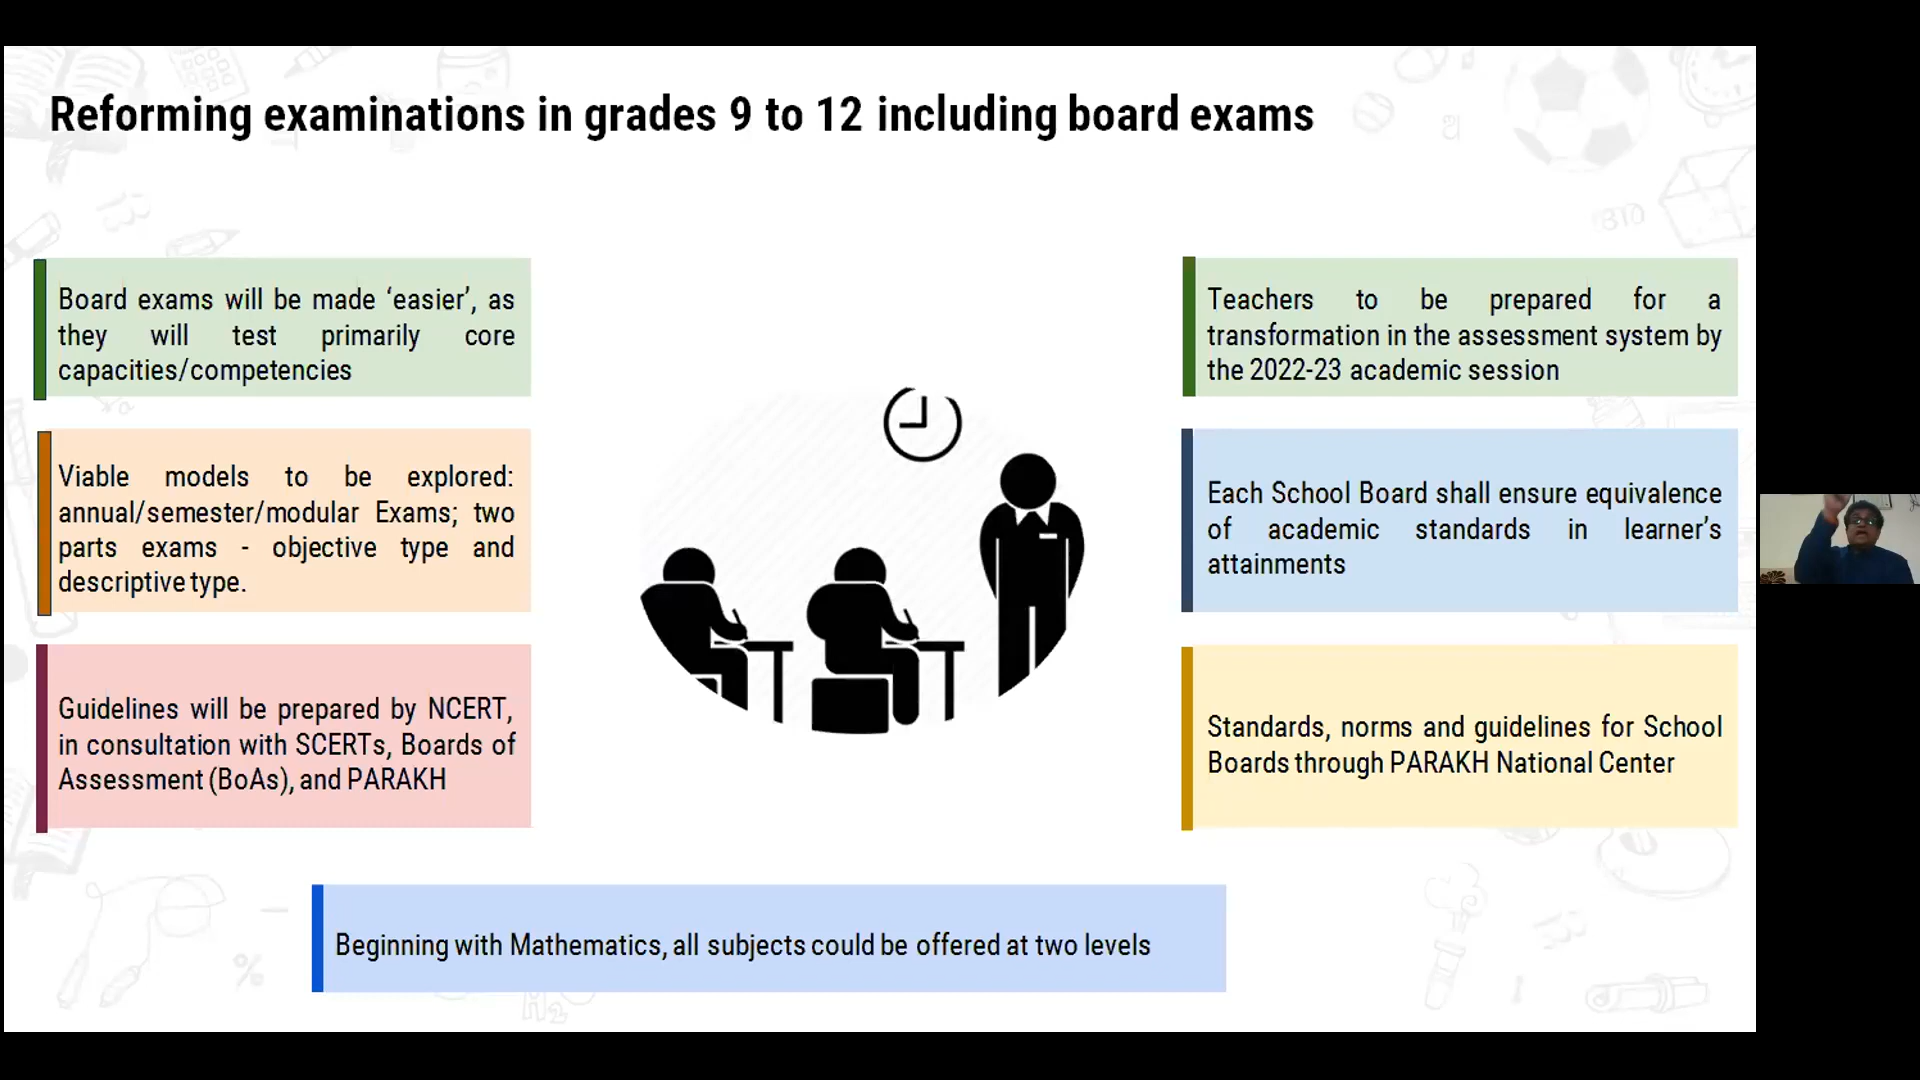 Reforming examinations in grades 9 to 12 including board exams
Board exams will be made ‘easier’, as
they will test primarily core
capacities/competencies
Viable models to be explored:
annual/semester/modular Exams; two
parts exams - objective type and
descriptive type.
Guidelines will be prepared by NCERT,
in consultation with SCERTs, Boards of
Assessment (BoAs), and PARAKH
Teachers to be prepared for a
transformation in the assessment system by
the 2022-23 academic session
Each School Board shall ensure equivalence
of academic standards in learner’s
attainments
Standards, norms and guidelines for School
Boards through PARAKH National Center
Beginning with Mathematics, all subjects could be offered at two levels